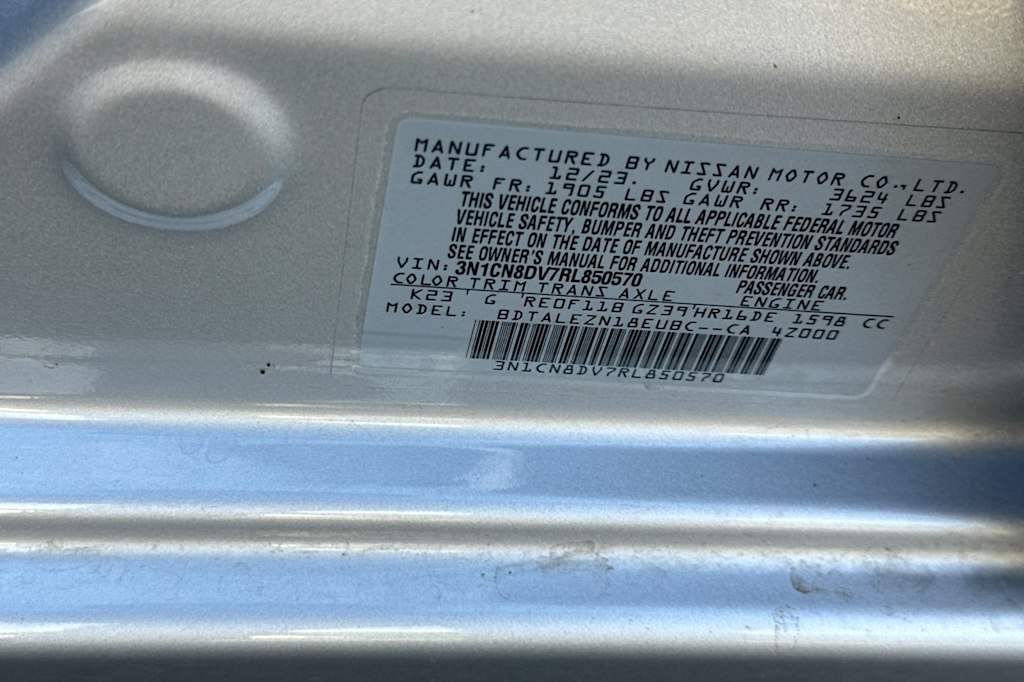 MANUFACTURED BY NISSAN MOTOR CO.,LTD.
DATE: 12/23. GVWR: 3624 LBS
GAWR FR: 1905 LBS GAWR RR: 1735 LBS
THIS VEHICLE CONFORMS TO ALL APPLICABLE FEDERAL MOTOR
VEHICLE SAFETY, BUMPER AND THEFT PREVENTION STANDARDS
IN EFFECT ON THE DATE OF MANUFACTURE SHOWN ABOVE.
SEE OWNER'S MANUAL FOR ADDITIONAL INFORMATION.
VIN: 3N1CN8DV7RL850570 PASSENGER CAR.
COLOR TRIM TRANS AXLE ENGINE
K23 G RE0F11B GZ39 HR16DE 1598 CC
MODEL: BDTALEZN18EUBC--CA 42000
3N1CN8DV7RL850570